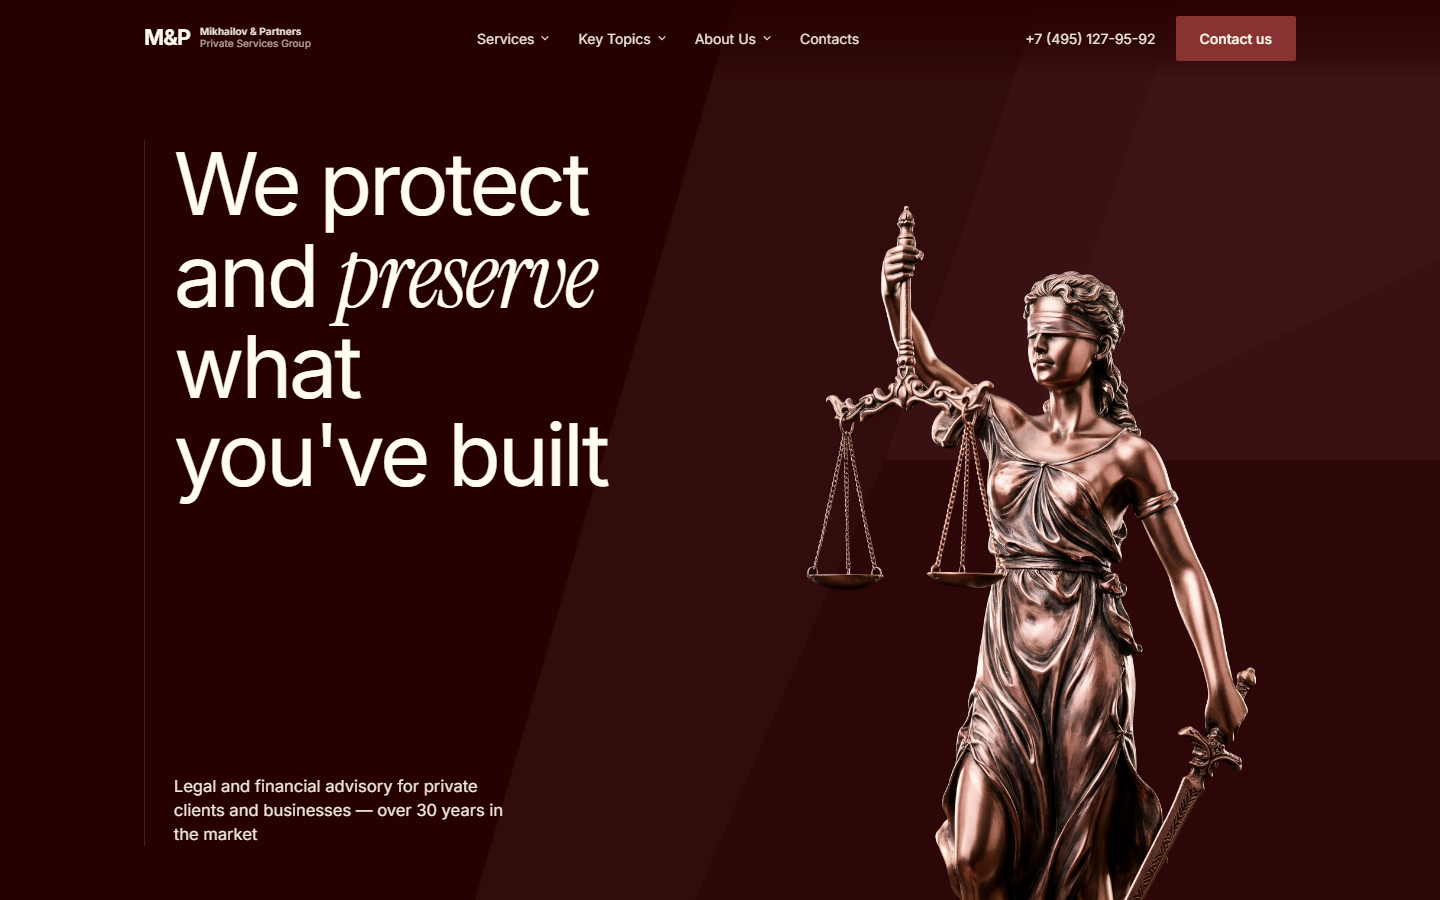 M&P
Mikhailov & Partners
Private Services Group
Services
Key Topics
About Us
Contacts
+7 (495) 127-95-92
Contact us
We protect
and preserve
what
you've built
Legal and financial advisory for private
clients and businesses — over 30 years in
the market